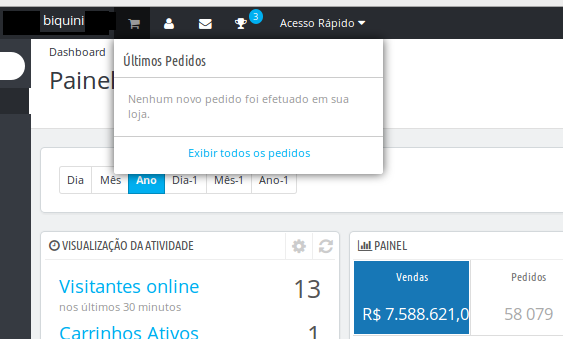 biquini
3
Acesso Rápido
Dashboard
Painel
Últimos Pedidos
Nenhum novo pedido foi efetuado em sua
loja.
Exibir todos os pedidos
Dia Mês Ano Dia-1 Mês-1 Ano-1
VISUALIZAÇÃO DA ATIVIDADE
PAINEL
Visitantes online 13
nos últimos 30 minutos
Carrinhos Ativos 1
Vendas
R$ 7.588.621,0
Pedidos
58 079